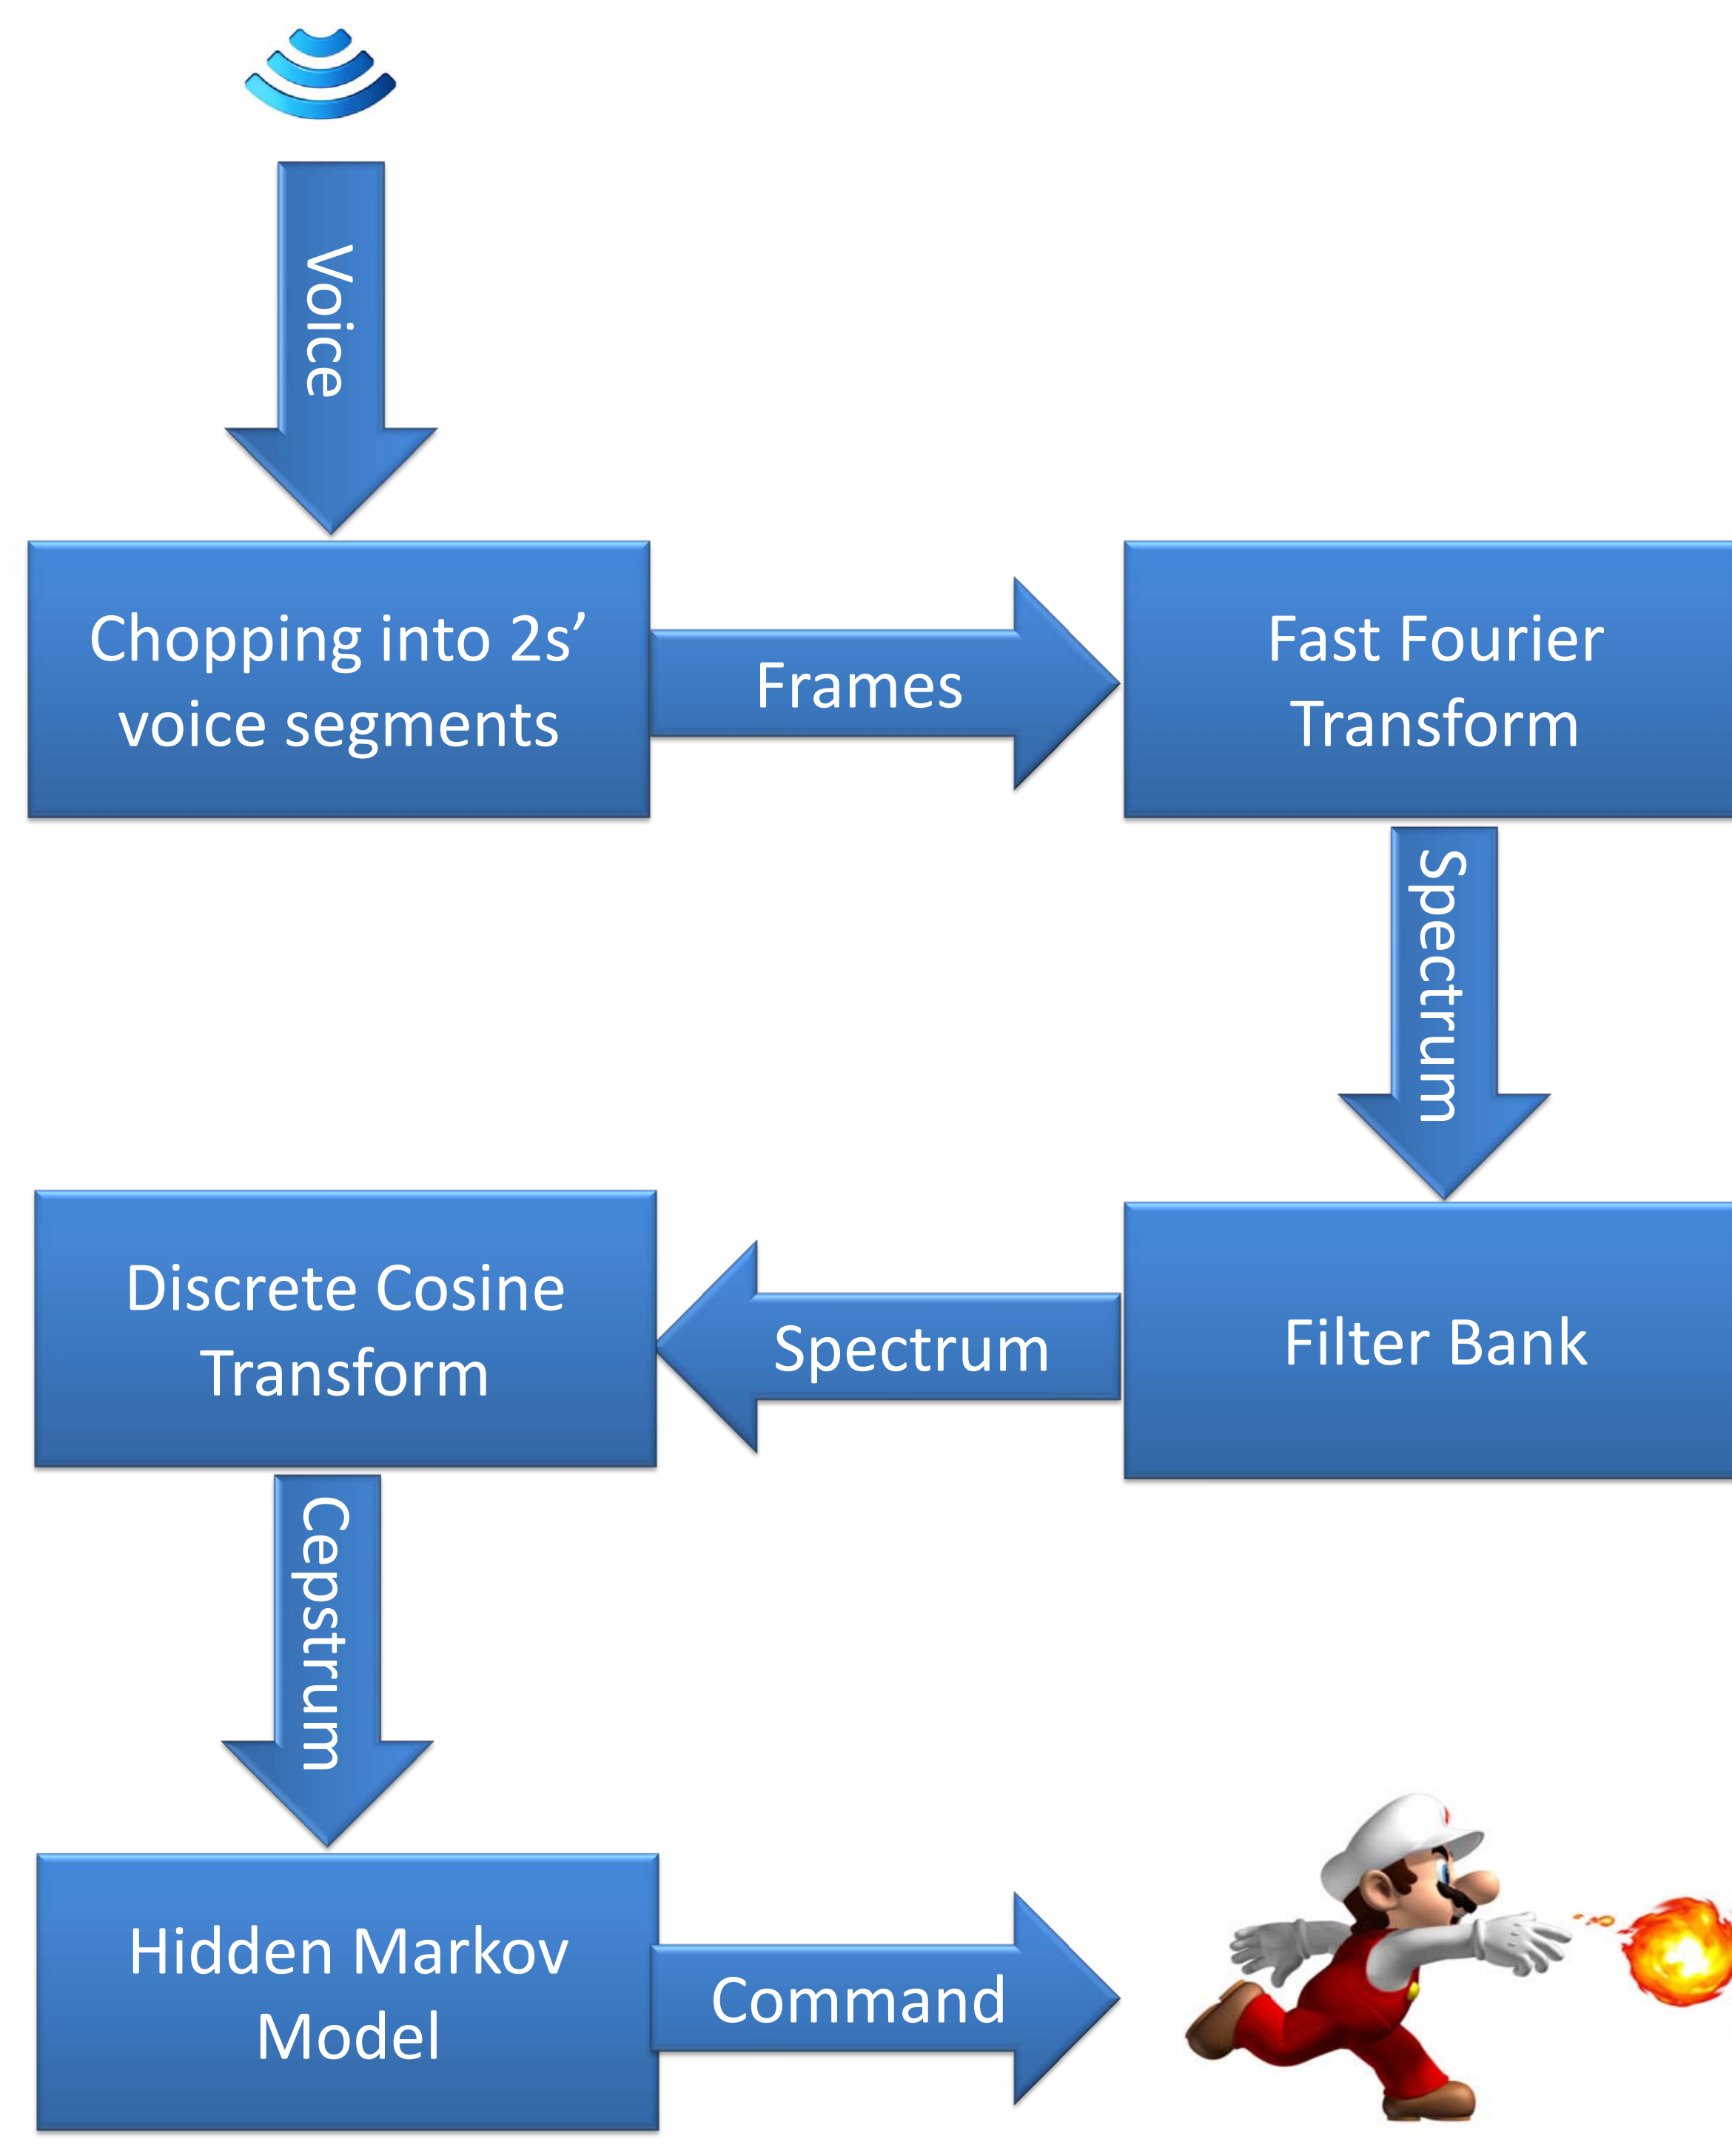 Voice
Chopping into 2s’
voice segments
Frames
Fast Fourier
Transform
Spectrum
Filter Bank
Spectrum
Discrete Cosine
Transform
Cepstrum
Hidden Markov
Model
Command